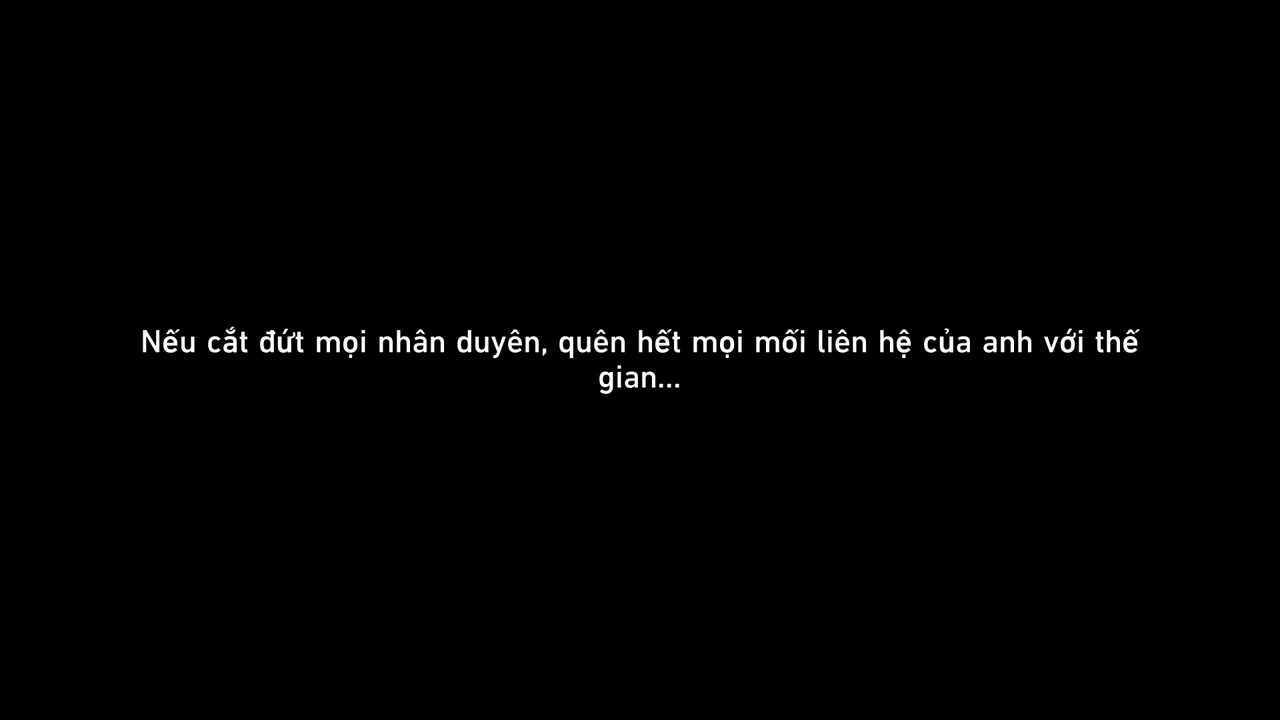 Nếu cắt đứt mọi nhân duyên, quên hết mọi mối liên hệ của anh với thế
gian...